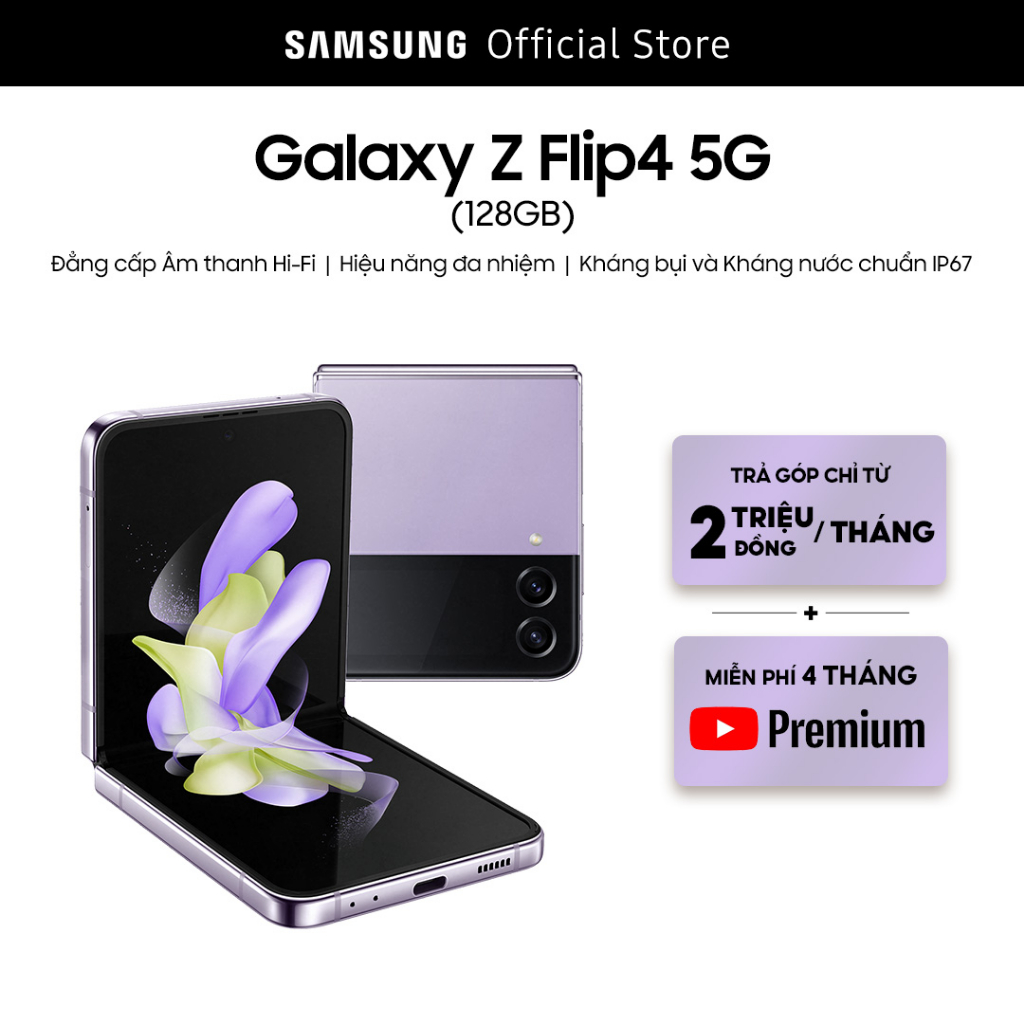 SAMSUNG Official Store
Galaxy Z Flip4 5G
(128GB)
Đẳng cấp Âm thanh Hi-Fi | Hiệu năng đa nhiệm | Kháng bụi và Kháng nước chuẩn IP67
TRẢ GÓP CHỈ TỪ
2 TRIỆU ĐỒNG / THÁNG
+
MIỄN PHÍ 4 THÁNG
Premium